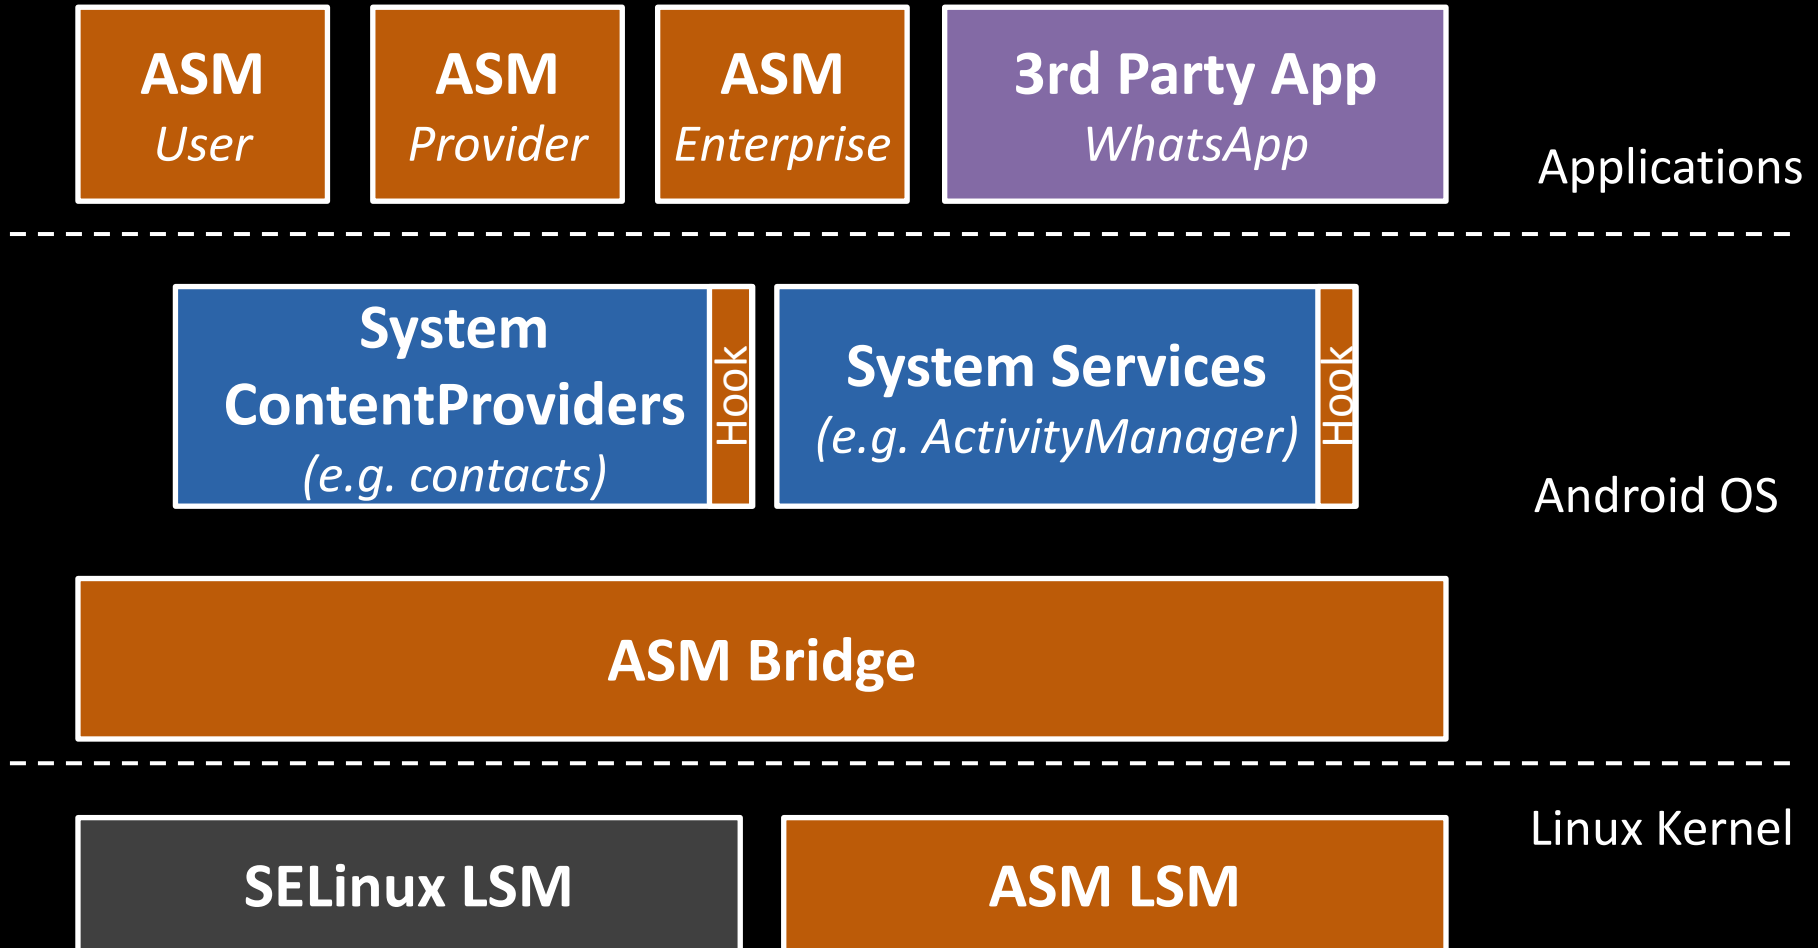 ASM
User
ASM
Provider
ASM
Enterprise
3rd Party App
WhatsApp
Applications
System
ContentProviders
(e.g. contacts)
Hook
System Services
(e.g. ActivityManager)
Hook
Android OS
ASM Bridge
Linux Kernel
SELinux LSM
ASM LSM